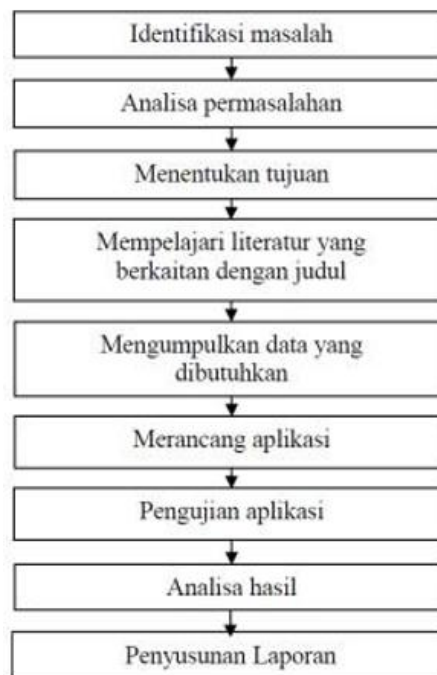 Identifikasi masalah
Analisa permasalahan
Menentukan tujuan
Mempelajari literatur yang
berkaitan dengan judul
Mengumpulkan data yang
dibutuhkan
Merancang aplikasi
Pengujian aplikasi
Analisa hasil
Penyusunan Laporan